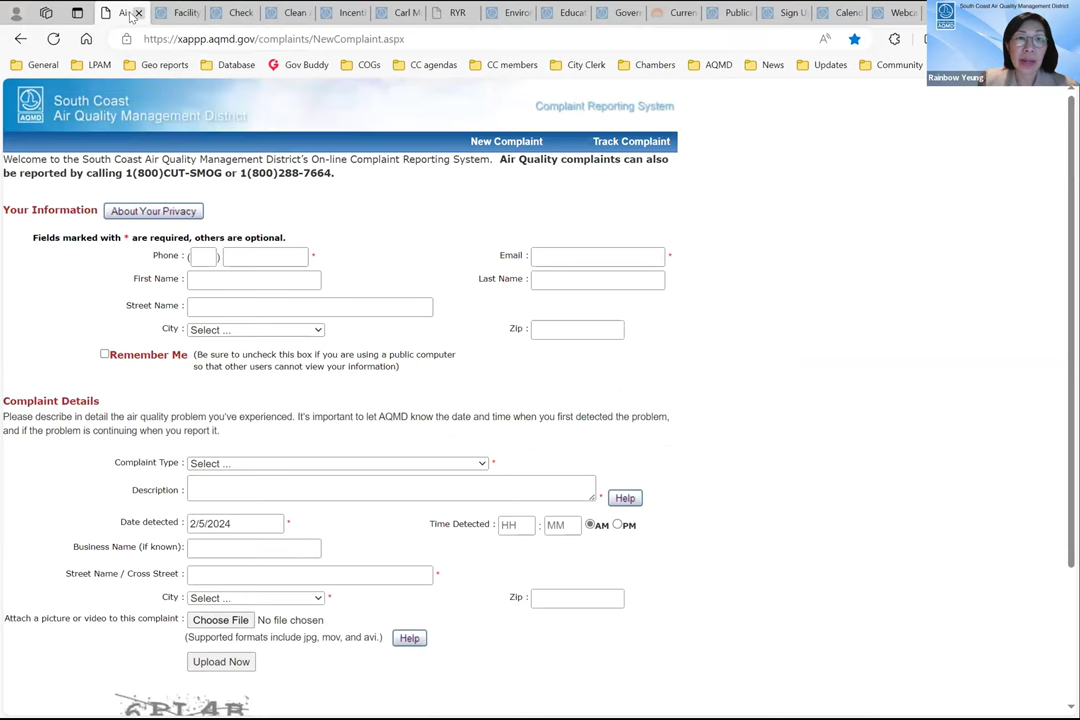 Air
Facility
Check
Clean
Incenti
Carl M
RYR
Enviro
Educat
Govern
Curren
Public
Sign U
Calend
Webca
https://xappp.aqmd.gov/complaints/NewComplaint.aspx
General
LPAM
Geo reports
Database
Gov Buddy
COGs
CC agendas
CC members
City Clerk
Chambers
AQMD
News
Updates
Community
South Coast Air Quality Management District
AQMD
Rainbow Yeung
South Coast
Air Quality Management District
AQMD
Complaint Reporting System
New Complaint
Track Complaint
Welcome to the South Coast Air Quality Management District's On-line Complaint Reporting System. Air Quality complaints can also
be reported by calling 1(800)CUT-SMOG or 1(800)288-7664.
Your Information
About Your Privacy
Fields marked with * are required, others are optional.
Phone : ( ) *
Email : *
First Name :
Last Name :
Street Name :
City : Select ...
Zip :
Remember Me (Be sure to uncheck this box if you are using a public computer
so that other users cannot view your information)
Complaint Details
Please describe in detail the air quality problem you've experienced. It's important to let AQMD know the date and time when you first detected the problem,
and if the problem is continuing when you report it.
Complaint Type : Select ... *
Description : * Help
Date detected : 2/5/2024 *
Time Detected : HH : MM AM PM
Business Name (if known):
Street Name / Cross Street : *
City : Select ... *
Zip :
Attach a picture or video to this complaint : Choose File No file chosen
(Supported formats include jpg, mov, and avi.) Help
Upload Now